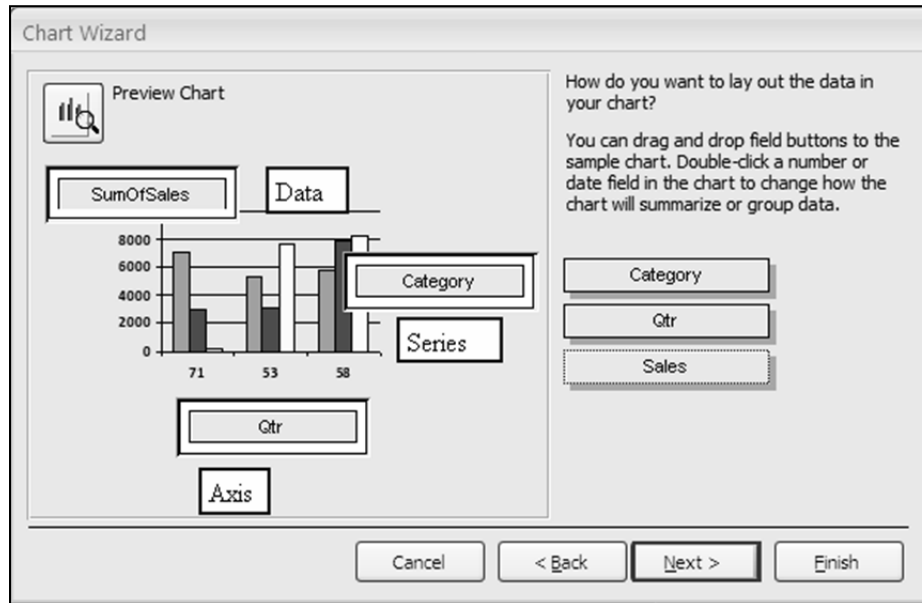 Chart Wizard
Preview Chart
SumOfSales
Data
8000
6000
4000
2000
0
71 53 58
Category
Series
Qtr
Axis
How do you want to lay out the data in
your chart?
You can drag and drop field buttons to the
sample chart. Double-click a number or
date field in the chart to change how the
chart will summarize or group data.
Category
Qtr
Sales
Cancel < Back Next > Finish